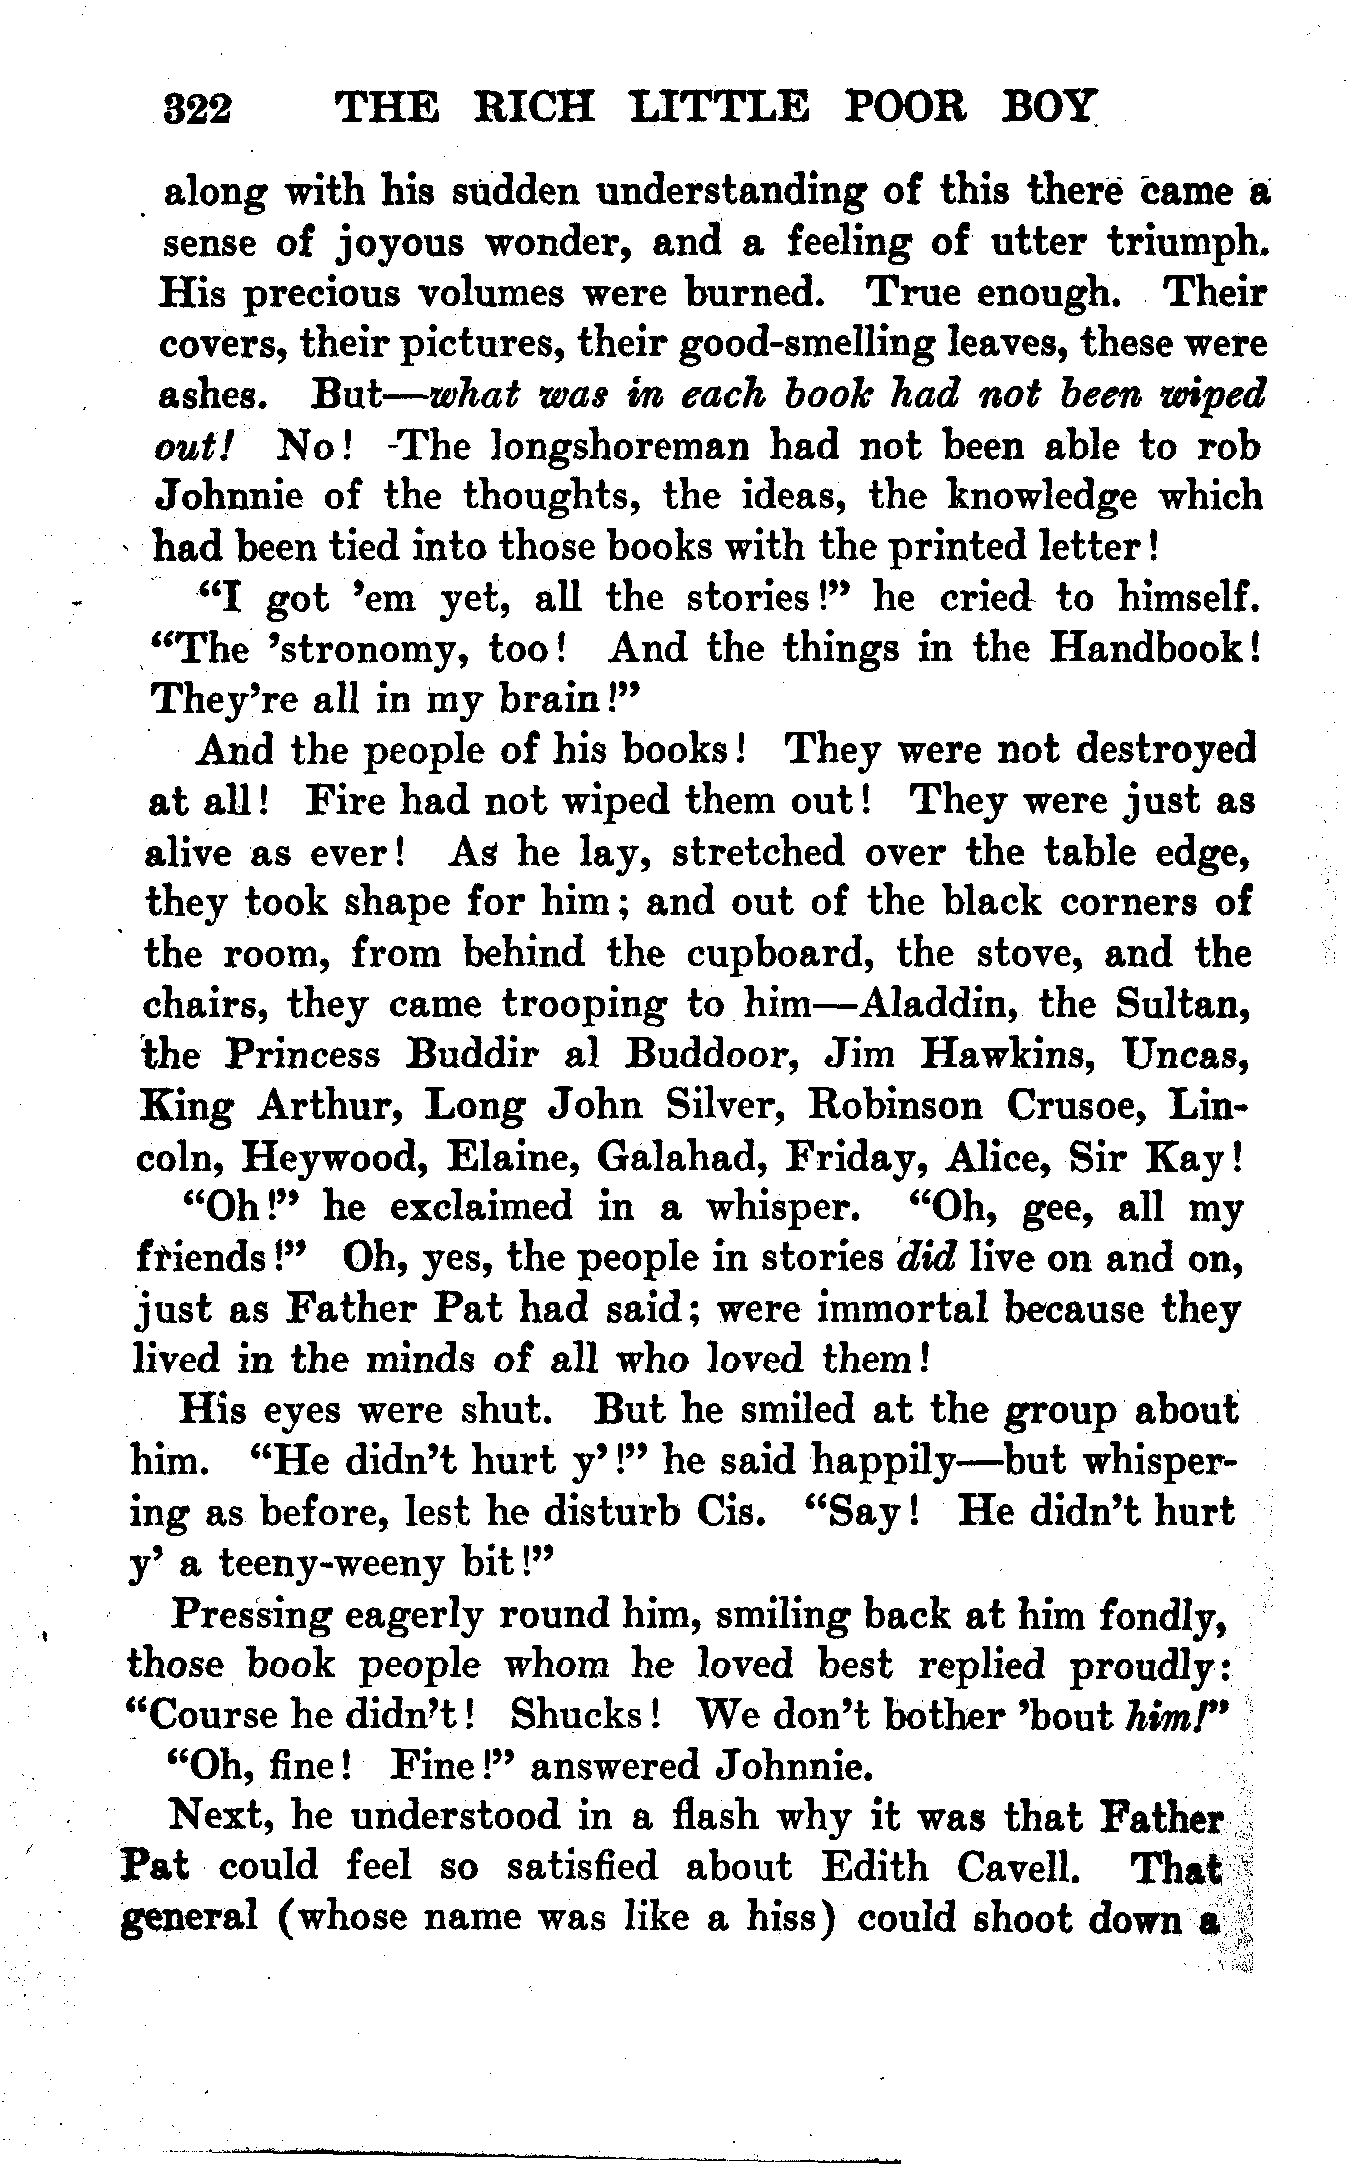 322 THE RICH LITTLE POOR BOY
along with his sudden understanding of this there came a
sense of joyous wonder, and a feeling of utter triumph.
His precious volumes were burned. True enough. Their
covers, their pictures, their good-smelling leaves, these were
ashes. But—what was in each book had not been wiped
out! No! The longshoreman had not been able to rob
Johnnie of the thoughts, the ideas, the knowledge which
had been tied into those books with the printed letter!
“I got ’em yet, all the stories!” he cried to himself.
“The ’stronomy, too! And the things in the Handbook!
They’re all in my brain!”
And the people of his books! They were not destroyed
at all! Fire had not wiped them out! They were just as
alive as ever! As he lay, stretched over the table edge,
they took shape for him; and out of the black corners of
the room, from behind the cupboard, the stove, and the
chairs, they came trooping to him—Aladdin, the Sultan,
the Princess Buddir al Buddoor, Jim Hawkins, Uncas,
King Arthur, Long John Silver, Robinson Crusoe, Lin-
coln, Heywood, Elaine, Galahad, Friday, Alice, Sir Kay!
“Oh!” he exclaimed in a whisper. “Oh, gee, all my
friends!” Oh, yes, the people in stories did live on and on,
just as Father Pat had said; were immortal because they
lived in the minds of all who loved them!
His eyes were shut. But he smiled at the group about
him. “He didn’t hurt y’!” he said happily—but whisper-
ing as before, lest he disturb Cis. “Say! He didn’t hurt
y’ a teeny-weeny bit!”
Pressing eagerly round him, smiling back at him fondly,
those book people whom he loved best replied proudly:
“Course he didn’t! Shucks! We don’t bother ’bout him!”
“Oh, fine! Fine!” answered Johnnie.
Next, he understood in a flash why it was that Father
Pat could feel so satisfied about Edith Cavell. That
general (whose name was like a hiss) could shoot down a